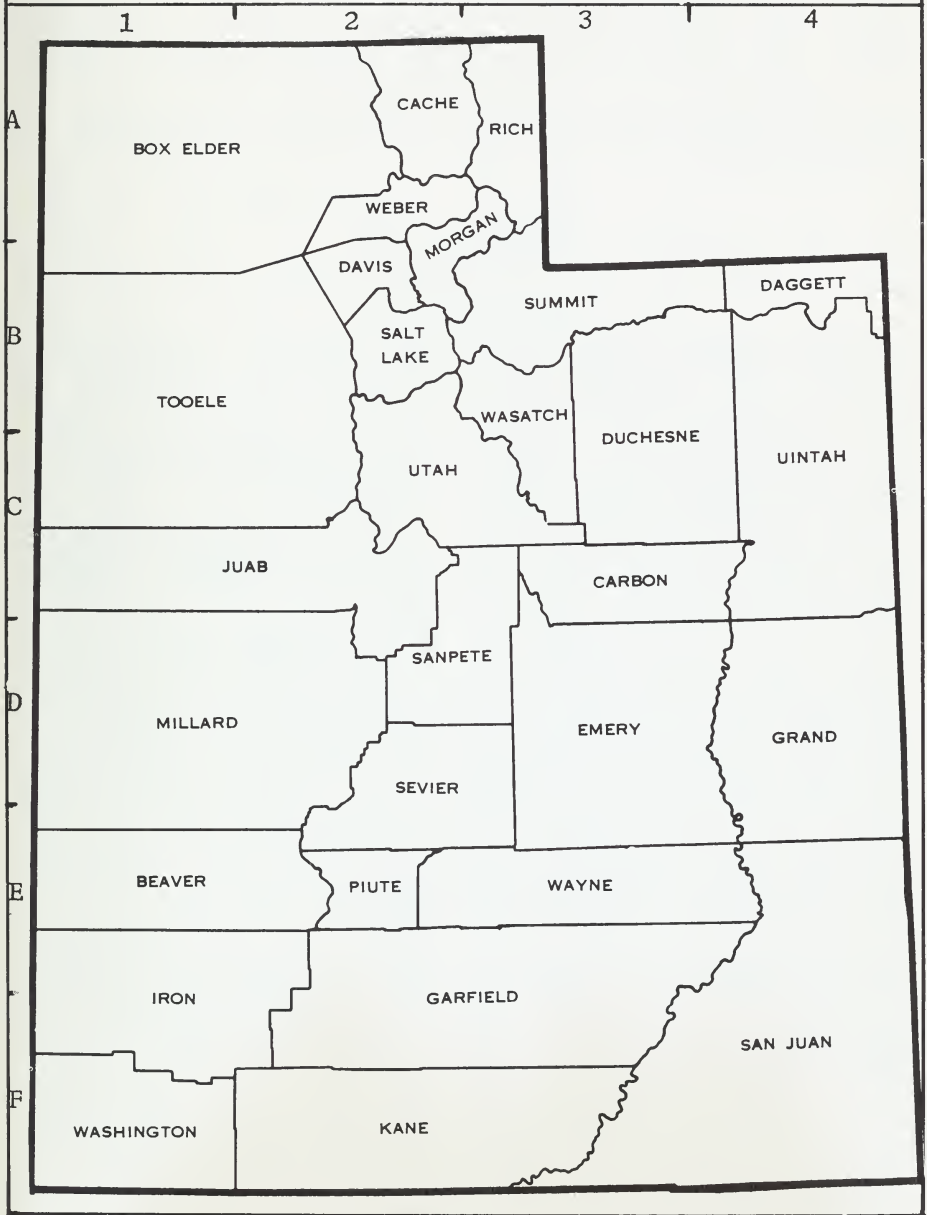 1 2 3 4
A
CACHE
RICH
BOX ELDER
WEBER
MORGAN
DAVIS
DAGGETT
SUMMIT
B
SALT
LAKE
TOOELE
WASATCH
DUCHESNE
UINTAH
UTAH
C
JUAB
CARBON
SANPETE
D
MILLARD
EMERY
GRAND
SEVIER
BEAVER
E
PIUTE
WAYNE
IRON
GARFIELD
SAN JUAN
F
WASHINGTON
KANE